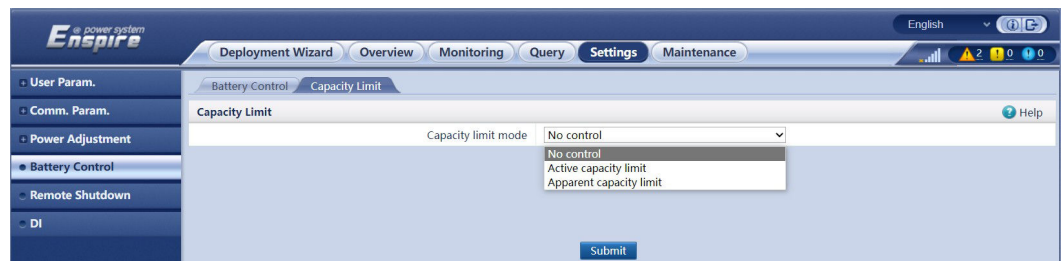 e power system
Enspire
English
Deployment Wizard Overview Monitoring Query Settings Maintenance
2 0 0
User Param.
Comm. Param.
Power Adjustment
Battery Control
Remote Shutdown
DI
Battery Control Capacity Limit
Capacity Limit
Help
Capacity limit mode No control
No control
Active capacity limit
Apparent capacity limit
Submit